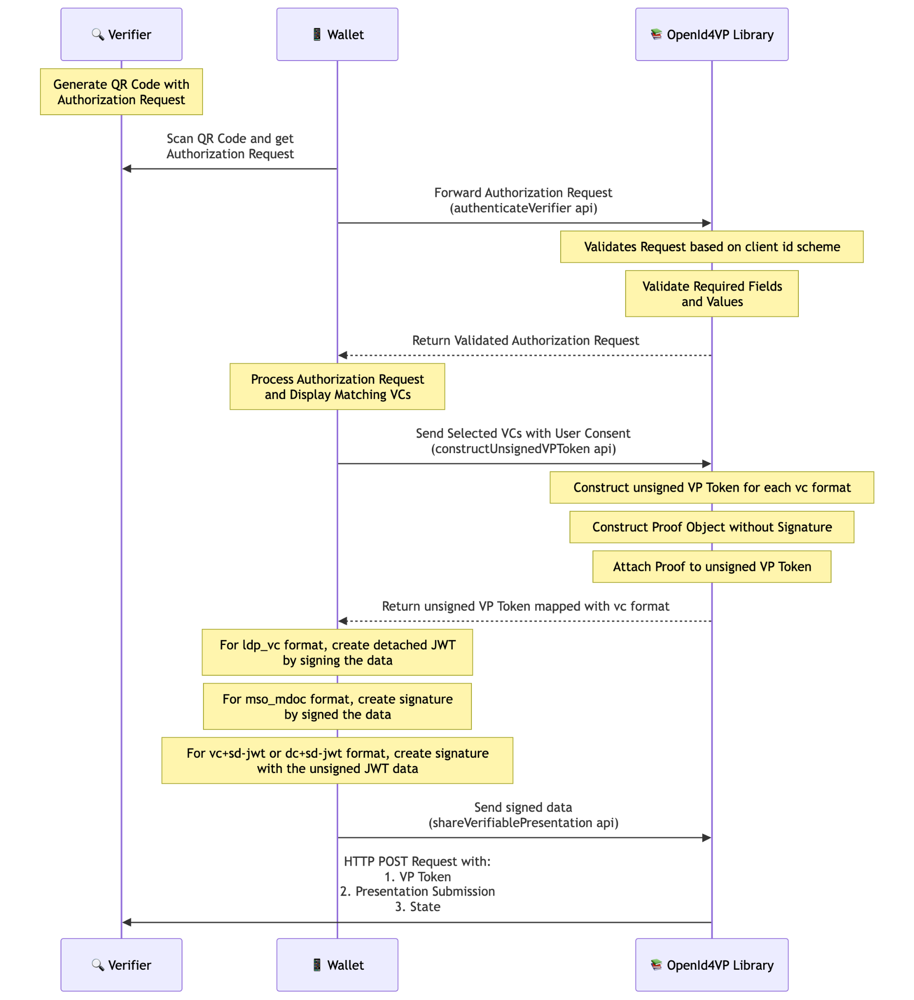 🔍 Verifier
📱 Wallet
📚 OpenId4VP Library
Generate QR Code with
Authorization Request
Scan QR Code and get
Authorization Request
Forward Authorization Request
(authenticateVerifier api)
Validates Request based on client id scheme
Validate Required Fields
and Values
Return Validated Authorization Request
Process Authorization Request
and Display Matching VCs
Send Selected VCs with User Consent
(constructUnsignedVPToken api)
Construct unsigned VP Token for each vc format
Construct Proof Object without Signature
Attach Proof to unsigned VP Token
Return unsigned VP Token mapped with vc format
For ldp_vc format, create detached JWT
by signing the data
For mso_mdoc format, create signature
by signed the data
For vc+sd-jwt or dc+sd-jwt format, create signature
with the unsigned JWT data
Send signed data
(shareVerifiablePresentation api)
HTTP POST Request with:
1. VP Token
2. Presentation Submission
3. State
🔍 Verifier
📱 Wallet
📚 OpenId4VP Library